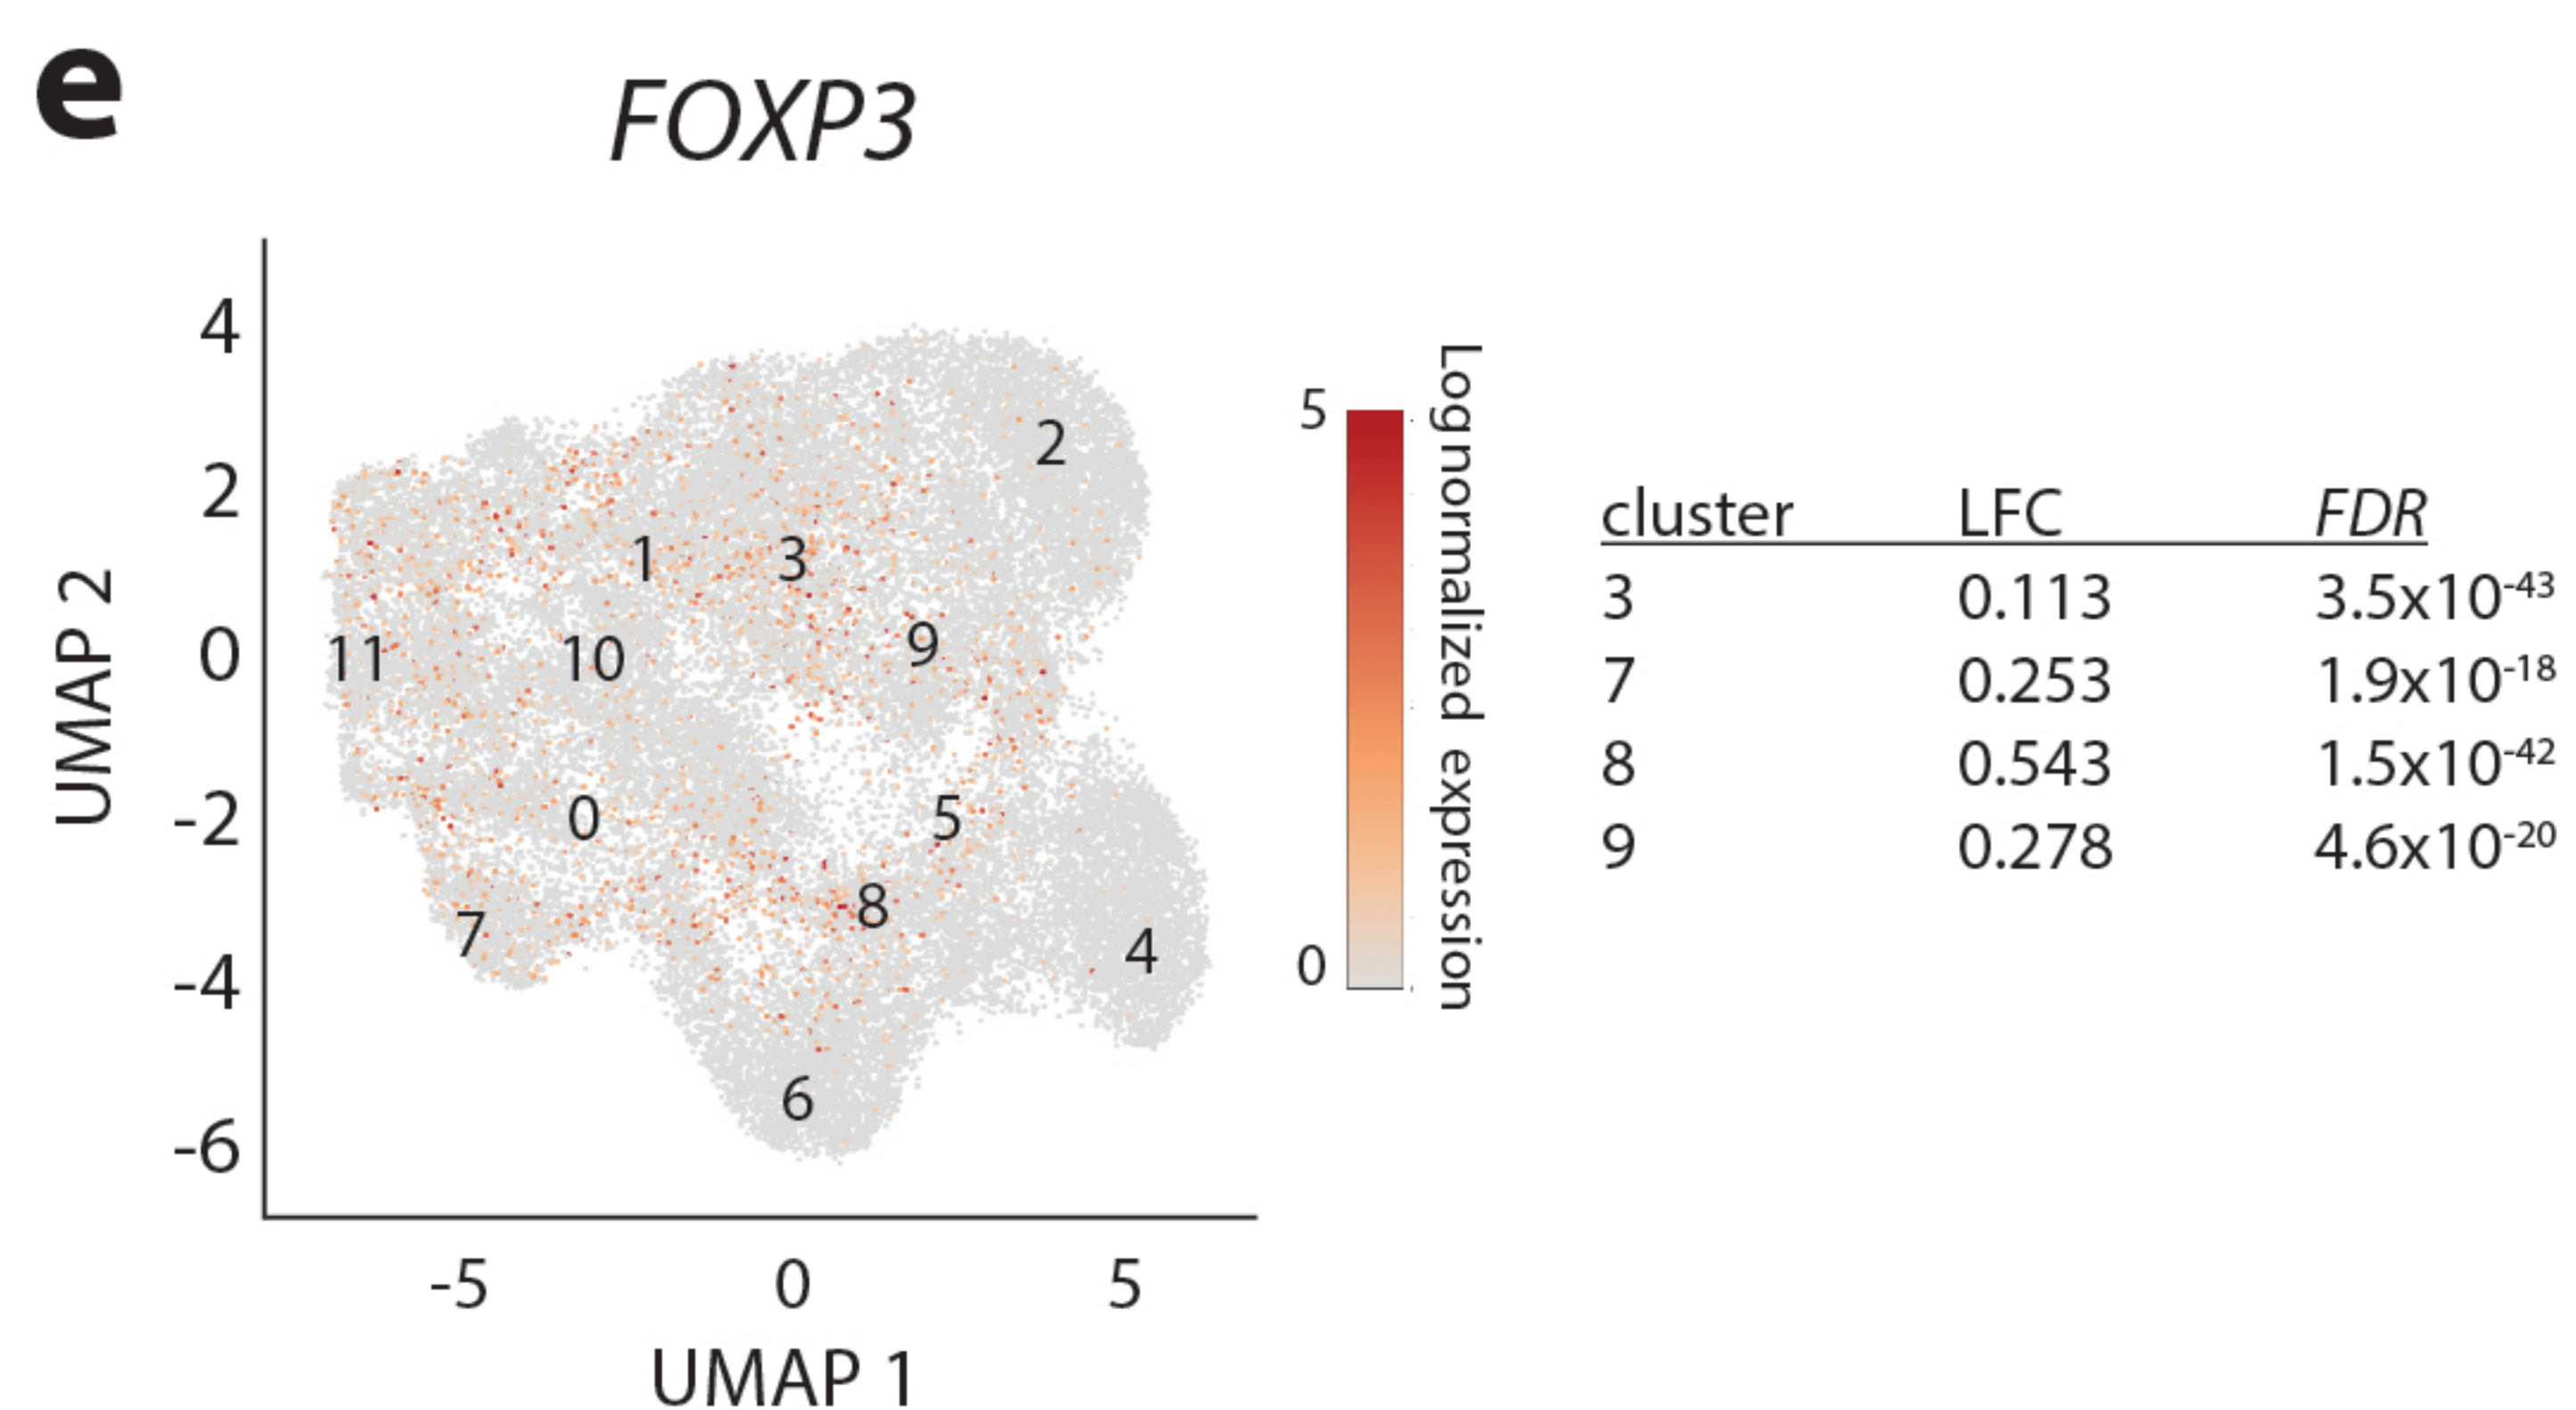 e
FOXP3
4
2
0
-2
-4
-6
UMAP 2
-5 0 5
UMAP 1
2
1
3
11
10
9
0
5
7
8
4
6
5
0
Log normalized expression
cluster LFC FDR
3 0.113 3.5x10⁻⁴³
7 0.253 1.9x10⁻¹⁸
8 0.543 1.5x10⁻⁴²
9 0.278 4.6x10⁻²⁰